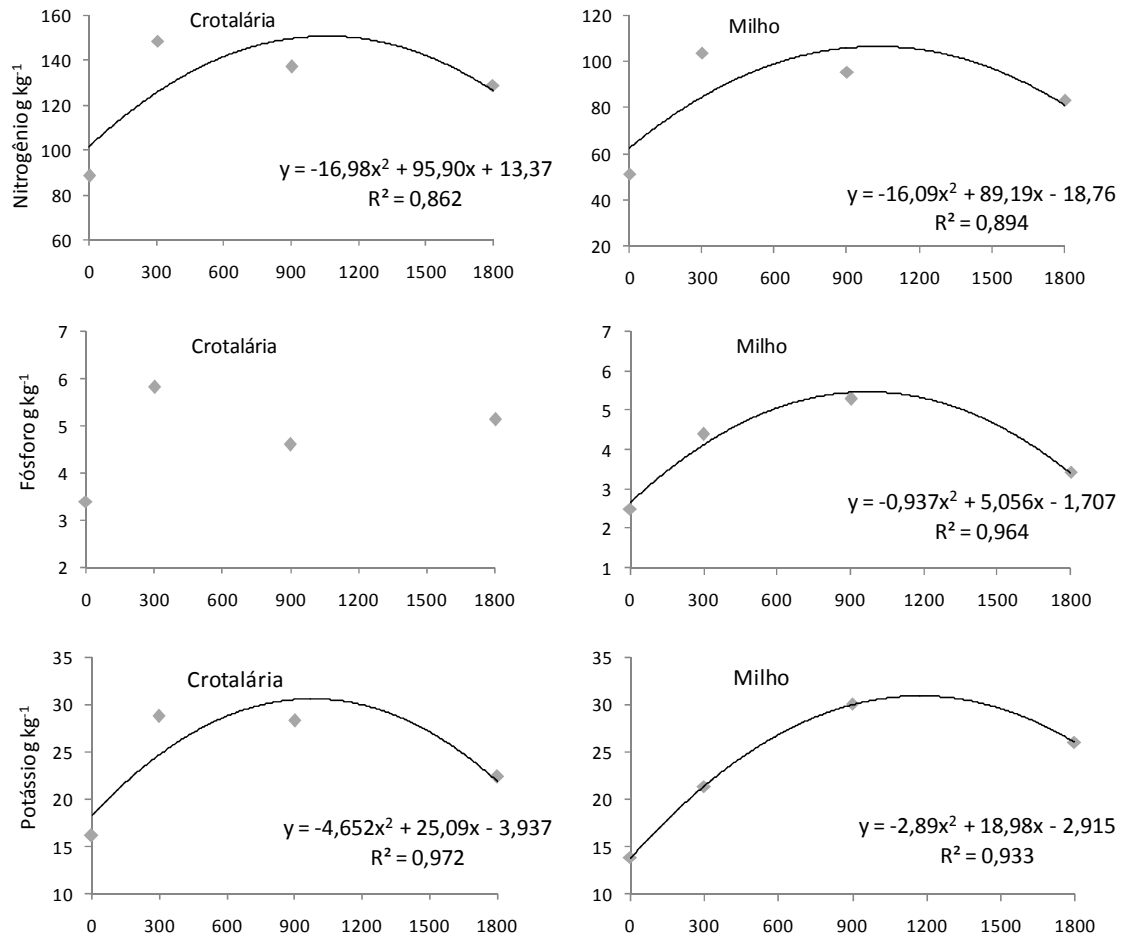 Crotalária
Nitrogênio g kg-1
160
140
120
100
80
60
y = -16,98x2 + 95,90x + 13,37
R² = 0,862
0 300 600 900 1200 1500 1800
Milho
120
100
80
60
40
20
y = -16,09x2 + 89,19x - 18,76
R² = 0,894
0 300 600 900 1200 1500 1800
Crotalária
Fósforo g kg-1
7
6
5
4
3
2
0 300 600 900 1200 1500 1800
Milho
7
6
5
4
3
2
1
y = -0,937x2 + 5,056x - 1,707
R² = 0,964
0 300 600 900 1200 1500 1800
Crotalária
Potássio g kg-1
35
30
25
20
15
10
y = -4,652x2 + 25,09x - 3,937
R² = 0,972
0 300 600 900 1200 1500 1800
Milho
35
30
25
20
15
10
y = -2,89x2 + 18,98x - 2,915
R² = 0,933
0 300 600 900 1200 1500 1800